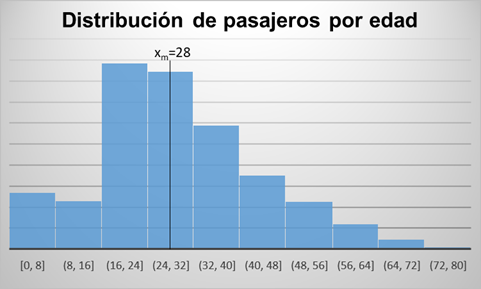 Distribución de pasajeros por edad
xₘ=28
[0, 8] (8, 16] (16, 24] (24, 32] (32, 40] (40, 48] (48, 56] (56, 64] (64, 72] (72, 80]